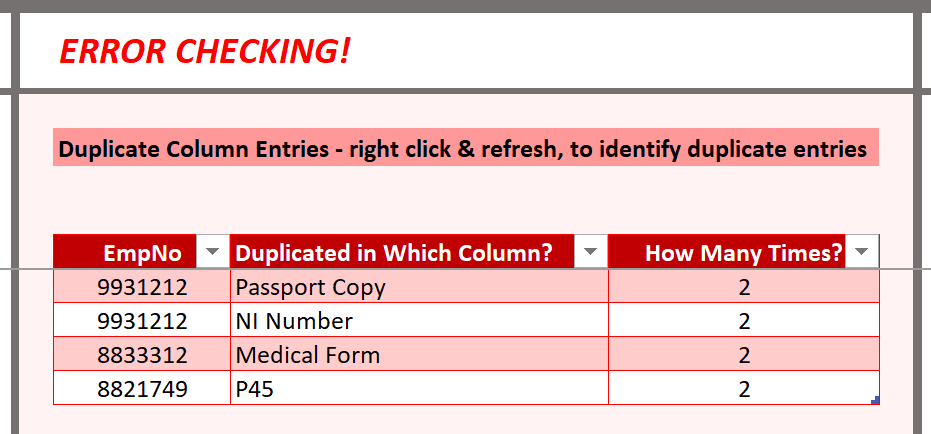 ERROR CHECKING!
Duplicate Column Entries - right click & refresh, to identify duplicate entries
EmpNo Duplicated in Which Column? How Many Times?
9931212 Passport Copy 2
9931212 NI Number 2
8833312 Medical Form 2
8821749 P45 2